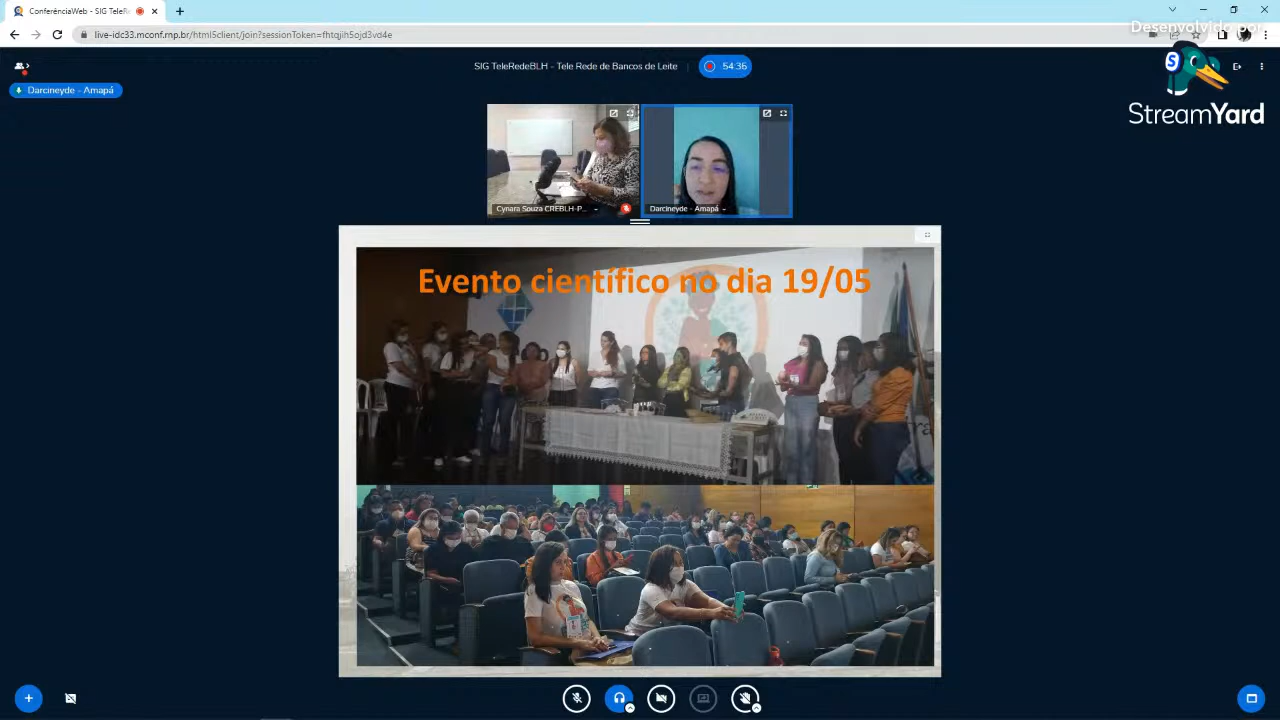 ConferênciaWeb - SIG TeleR
live-idc33.mconf.rnp.br/html5client/join?sessionToken=fhtqjih5ojd3vd4e
Desenvolvido por
StreamYard
SIG TeleRedeBLH - Tele Rede de Bancos de Leite
54:36
Darcineyde - Amapá
Cynara Souza CREBLH-P...
Darcineyde - Amapá
Evento científico no dia 19/05